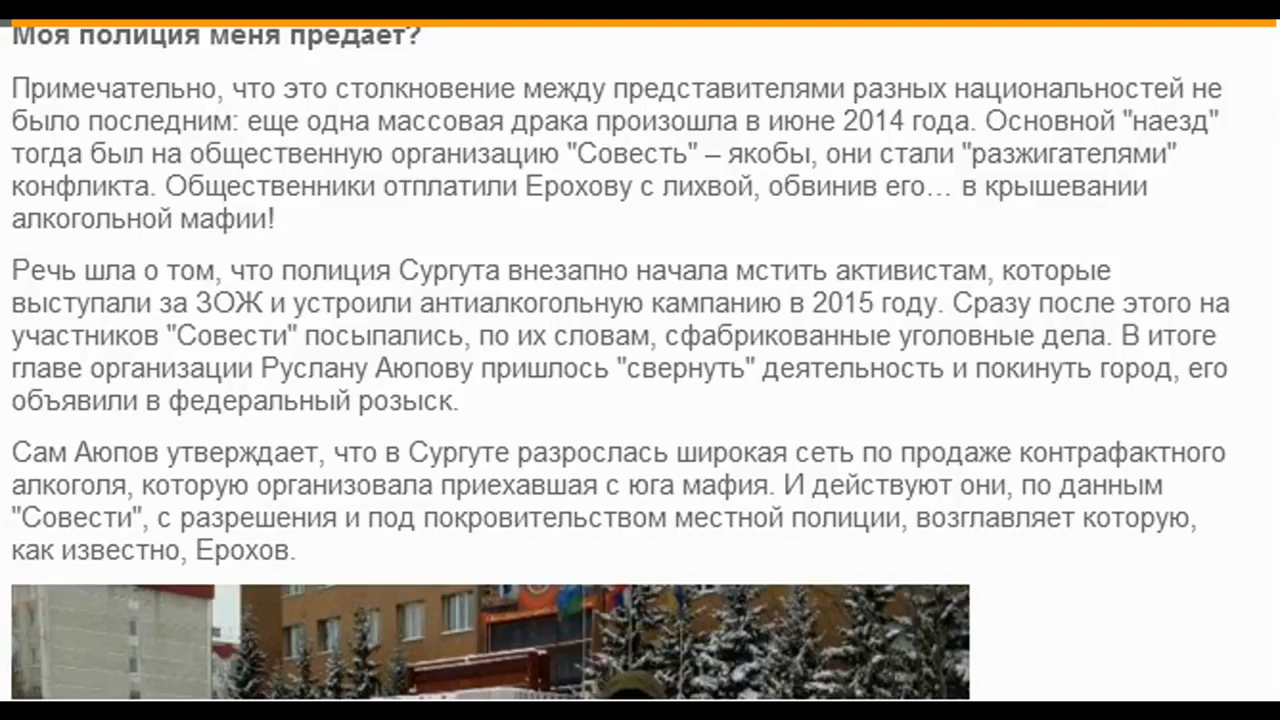 Моя полиция меня предает?
Примечательно, что это столкновение между представителями разных национальностей не
было последним: еще одна массовая драка произошла в июне 2014 года. Основной "наезд"
тогда был на общественную организацию "Совесть" – якобы, они стали "разжигателями"
конфликта. Общественники отплатили Ерохову с лихвой, обвинив его… в крышевании
алкогольной мафии!
Речь шла о том, что полиция Сургута внезапно начала мстить активистам, которые
выступали за ЗОЖ и устроили антиалкогольную кампанию в 2015 году. Сразу после этого на
участников "Совести" посыпались, по их словам, сфабрикованные уголовные дела. В итоге
главе организации Руслану Аюпову пришлось "свернуть" деятельность и покинуть город, его
объявили в федеральный розыск.
Сам Аюпов утверждает, что в Сургуте разрослась широкая сеть по продаже контрафактного
алкоголя, которую организовала приехавшая с юга мафия. И действуют они, по данным
"Совести", с разрешения и под покровительством местной полиции, возглавляет которую,
как известно, Ерохов.